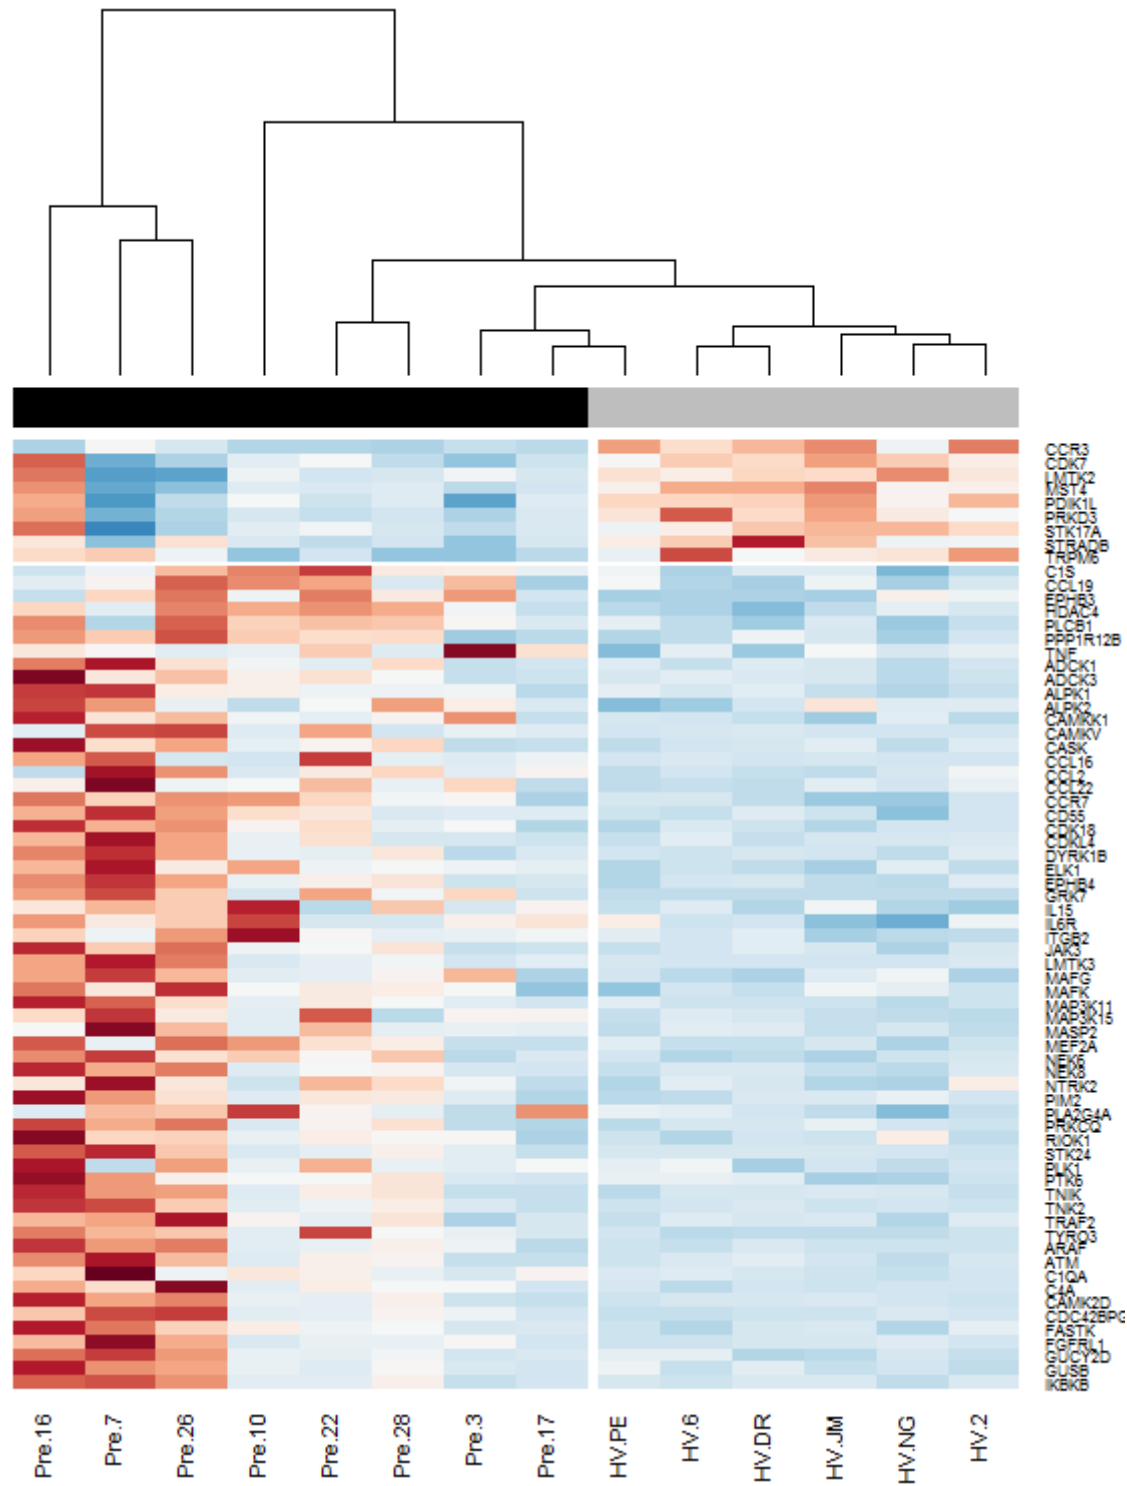 CCR3
CDK7
LMTK2
MST4
PDIK1L
PRKD3
STK17A
STRADB
TRPM6
C1S
CCL19
EPHB3
HDAC4
PLCB1
PPP1R12B
TNF
ADCK1
ADCK3
ALPK1
ALPK2
CAMKK1
CAMKV
CASK
CCL16
CCL2
CCL22
CCR7
CD55
CDK18
CDKL4
DYRK1B
ELK1
EPHB4
GRK7
IL15
IL6R
ITGB2
JAK3
LMTK3
MAFG
MAFK
MAP3K11
MAP3K15
MASP2
MEF2A
NEK6
NEK8
NTRK2
PIM2
PLA2G4A
PRKCQ
RIOK1
STK24
PLK1
PTK6
TNIK
TNK2
TRAF2
TYRO3
ARAF
ATM
C1QA
C4A
CAMK2D
CDC42BPG
FASTK
FGFRL1
GUCY2D
GUSB
IKBKB
Pre.16 Pre.7 Pre.26 Pre.10 Pre.22 Pre.28 Pre.3 Pre.17 HV.PE HV.6 HV.DR HV.JM HV.NG HV.2